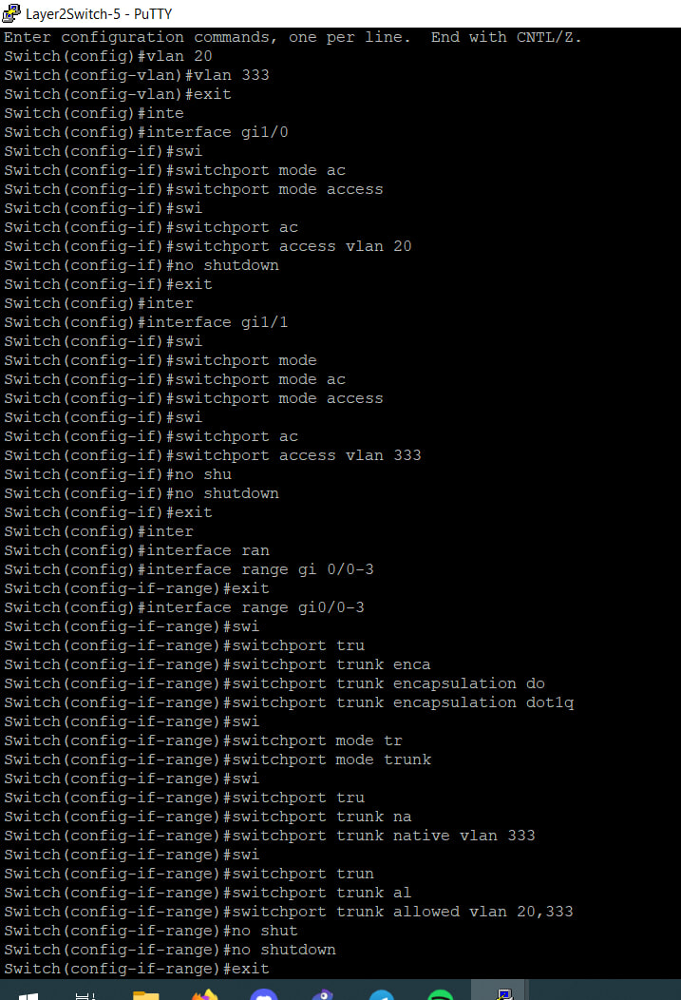 Layer2Switch-5 - PuTTY
Enter configuration commands, one per line.  End with CNTL/Z.
Switch(config)#vlan 20
Switch(config-vlan)#vlan 333
Switch(config-vlan)#exit
Switch(config)#inte
Switch(config)#interface gi1/0
Switch(config-if)#swi
Switch(config-if)#switchport mode ac
Switch(config-if)#switchport mode access
Switch(config-if)#swi
Switch(config-if)#switchport ac
Switch(config-if)#switchport access vlan 20
Switch(config-if)#no shutdown
Switch(config-if)#exit
Switch(config)#inter
Switch(config)#interface gi1/1
Switch(config-if)#swi
Switch(config-if)#switchport mode
Switch(config-if)#switchport mode ac
Switch(config-if)#switchport mode access
Switch(config-if)#swi
Switch(config-if)#switchport ac
Switch(config-if)#switchport access vlan 333
Switch(config-if)#no shu
Switch(config-if)#no shutdown
Switch(config-if)#exit
Switch(config)#inter
Switch(config)#interface ran
Switch(config)#interface range gi 0/0-3
Switch(config-if-range)#exit
Switch(config)#interface range gi0/0-3
Switch(config-if-range)#swi
Switch(config-if-range)#switchport tru
Switch(config-if-range)#switchport trunk enca
Switch(config-if-range)#switchport trunk encapsulation do
Switch(config-if-range)#switchport trunk encapsulation dot1q
Switch(config-if-range)#swi
Switch(config-if-range)#switchport mode tr
Switch(config-if-range)#switchport mode trunk
Switch(config-if-range)#swi
Switch(config-if-range)#switchport tru
Switch(config-if-range)#switchport trunk na
Switch(config-if-range)#switchport trunk native vlan 333
Switch(config-if-range)#swi
Switch(config-if-range)#switchport trun
Switch(config-if-range)#switchport trunk al
Switch(config-if-range)#switchport trunk allowed vlan 20,333
Switch(config-if-range)#no shut
Switch(config-if-range)#no shutdown
Switch(config-if-range)#exit